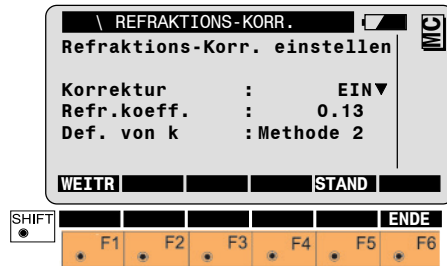 \ REFRAKTIONS-KORR.
MC
Refraktions-Korr. einstellen
Korrektur : EIN▼
Refr.koeff. : 0.13
Def. von k :Methode 2
WEITR STAND
SHIFT ENDE
F1 F2 F3 F4 F5 F6